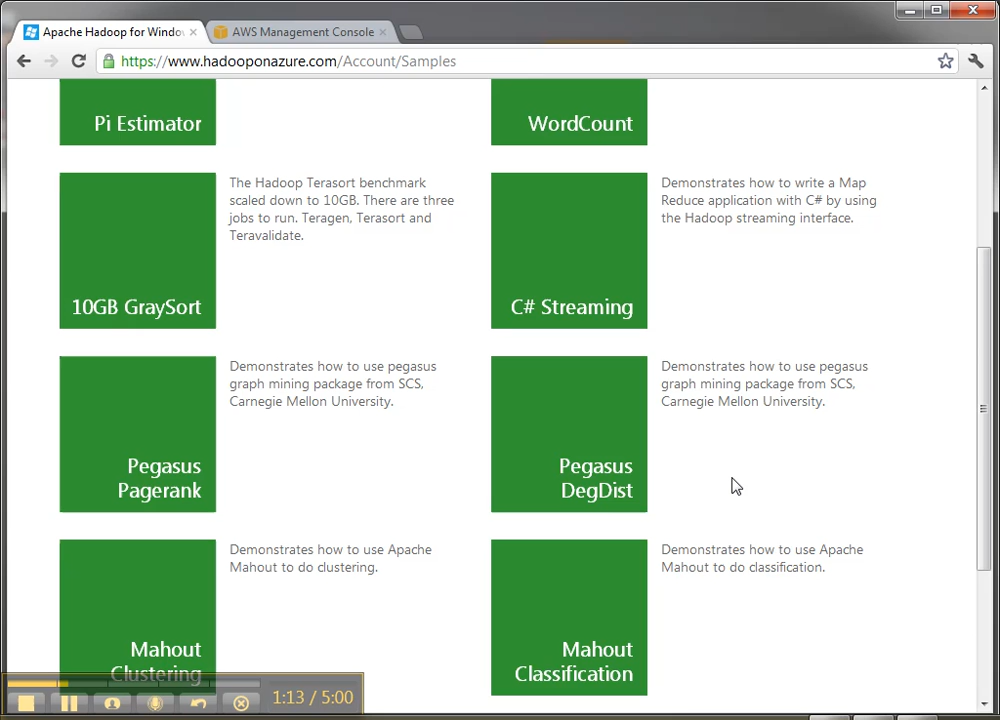 Apache Hadoop for Windo
AWS Management Console
https://www.hadooponazure.com/Account/Samples
Pi Estimator
WordCount
10GB GraySort
The Hadoop Terasort benchmark
scaled down to 10GB. There are three
jobs to run. Teragen, Terasort and
Teravalidate.
C# Streaming
Demonstrates how to write a Map
Reduce application with C# by using
the Hadoop streaming interface.
Pegasus
Pagerank
Demonstrates how to use pegasus
graph mining package from SCS,
Carnegie Mellon University.
Pegasus
DegDist
Demonstrates how to use pegasus
graph mining package from SCS,
Carnegie Mellon University.
Mahout
Clustering
Demonstrates how to use Apache
Mahout to do clustering.
Mahout
Classification
Demonstrates how to use Apache
Mahout to do classification.
1:13 / 5:00